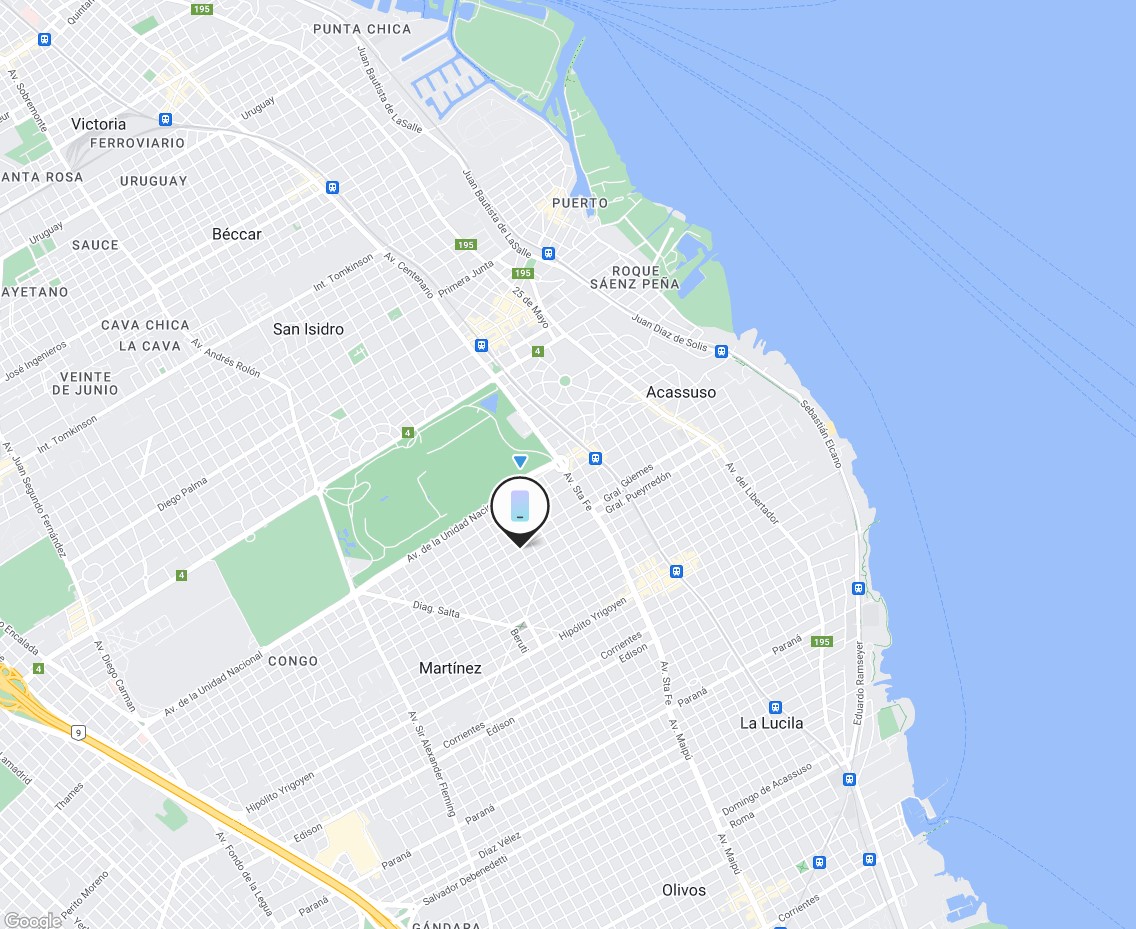 195
PUNTA CHICA
Juan Bautista de LaSalle
Av. Sobremonte
Uruguay
Victoria
FERROVIARIO
ANTA ROSA
URUGUAY
Juan Bautista de LaSalle
PUERTO
Uruguay
Béccar
SAUCE
195
Av. Centenario
Int. Tomkinson
Primera Junta
195
ROQUE
SÁENZ PEÑA
AYETANO
25 de Mayo
CAVA CHICA
San Isidro
Juan Diaz de Solis
LA CAVA
Av. Andrés Rolón
4
José Ingenieros
VEINTE
DE JUNIO
Acassuso
Sebastián Elcano
Int. Tomkinson
4
Av. Juan Segundo Fernández
Diego Palma
Av. Sta Fe
Gral. Güemes
Gral. Pueyrredón
Av. del Libertador
Av. de la Unidad Nacio
4
Diag. Salta
Hipólito Yrigoyen
Beruti
Corrientes
Edison
Paraná
195
Encalada
4
Av. Diego Carman
CONGO
Martínez
Av. de la Unidad Nacional
Av. Sta Fe
Paraná
Eduardo Ramseyer
9
Av. Sir Alexander Fleming
Corrientes
Edison
Av. Maipú
La Lucila
Lamadrid
Thames
Hipólito Yrigoyen
Domingo de Acassuso
Roma
Paraná
Edison
Av. Fondo de la Legua
Diaz Vélez
Paraná
Salvador Debenedetti
Av. Maipú
Perito Moreno
Olivos
Paraná
Corrientes
GÁNDARA
Google